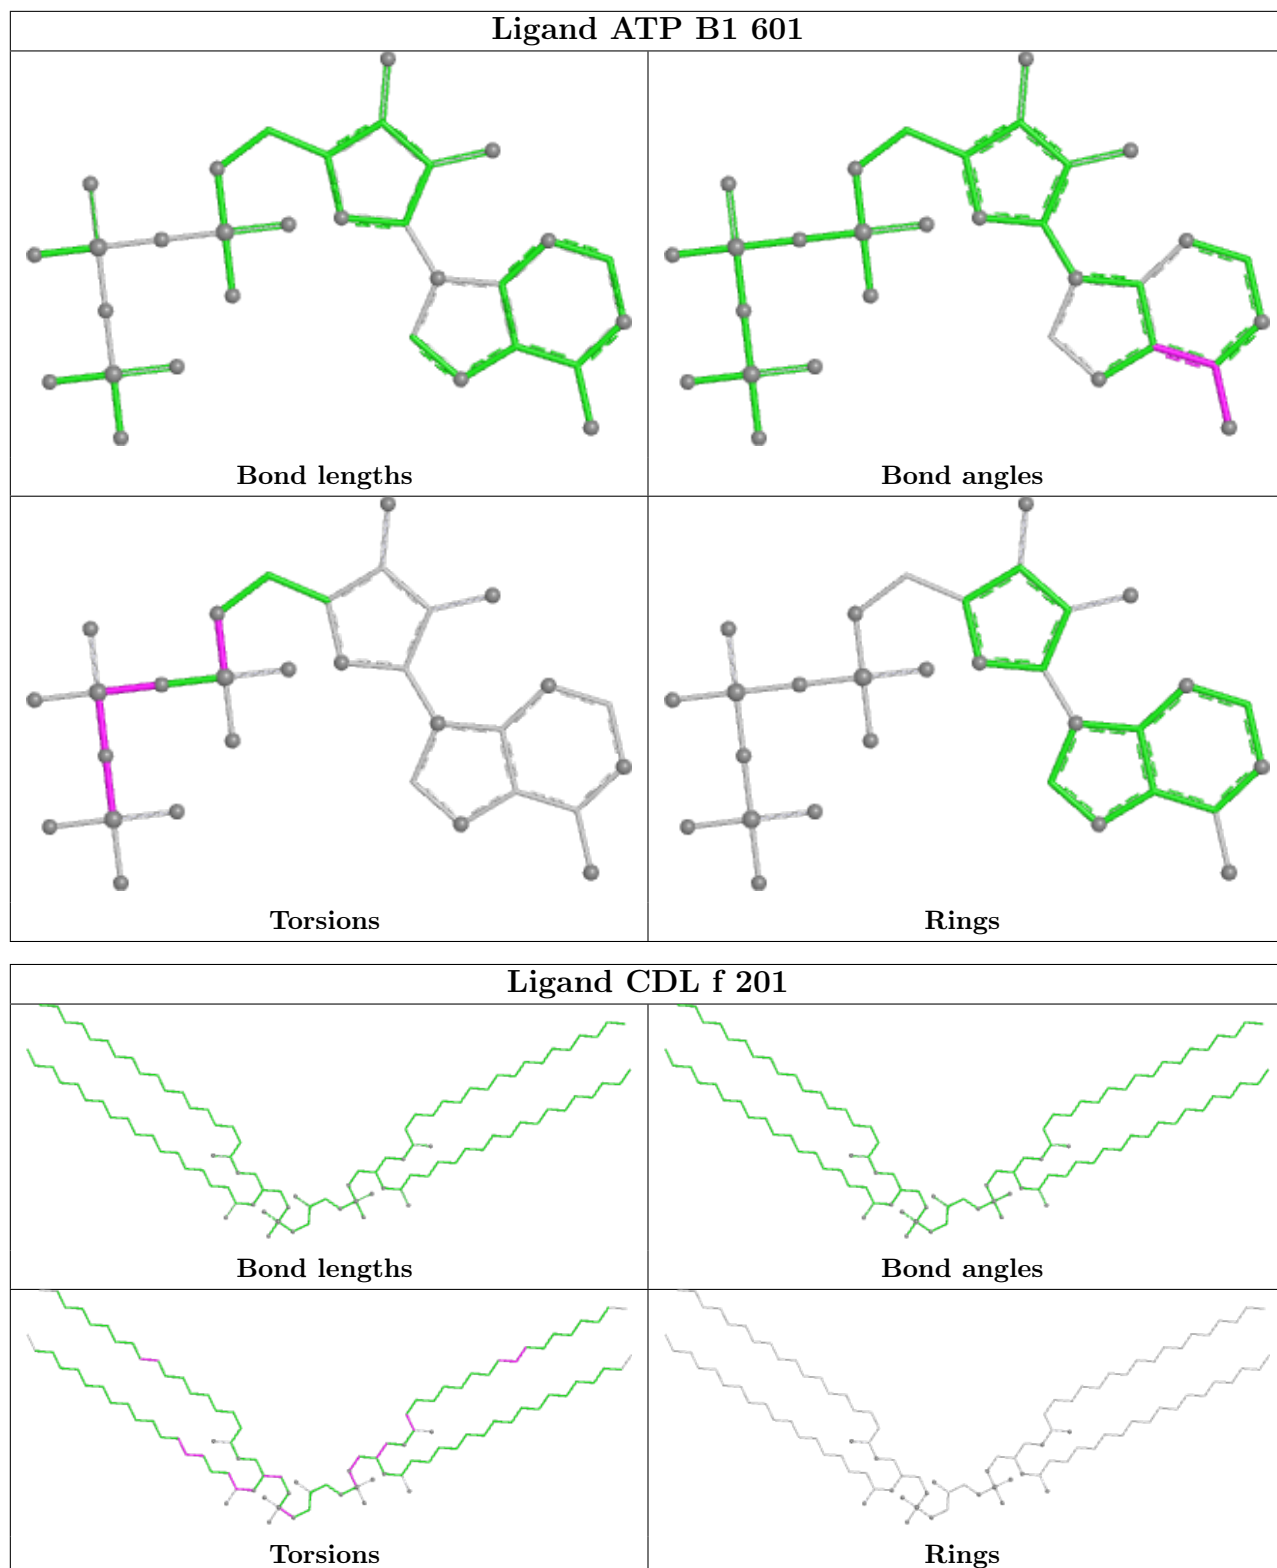 Ligand ATP B1 601
Bond lengths
Bond angles
Torsions
Rings
Ligand CDL f 201
Bond lengths
Bond angles
Torsions
Rings